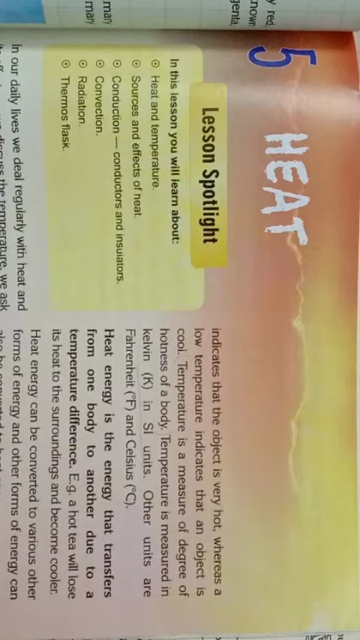 5
HEAT
Lesson Spotlight
In this lesson you will learn about:
⊙ Heat and temperature.
⊙ Sources and effects of heat.
⊙ Conduction — conductors and insulators.
⊙ Convection.
⊙ Radiation.
⊙ Thermos flask.
In our daily lives we deal regularly with heat and
discuss the temperature, we ask
indicates that the object is very hot, whereas a
low temperature indicates that an object is
cool. Temperature is a measure of degree of
hotness of a body. Temperature is measured in
kelvin (K) in SI units. Other units are
Fahrenheit (°F) and Celsius (°C).
Heat energy is the energy that transfers
from one body to another due to a
temperature difference. E.g. a hot tea will lose
its heat to the surroundings and become cooler.
Heat energy can be converted to various other
forms of energy and other forms of energy can